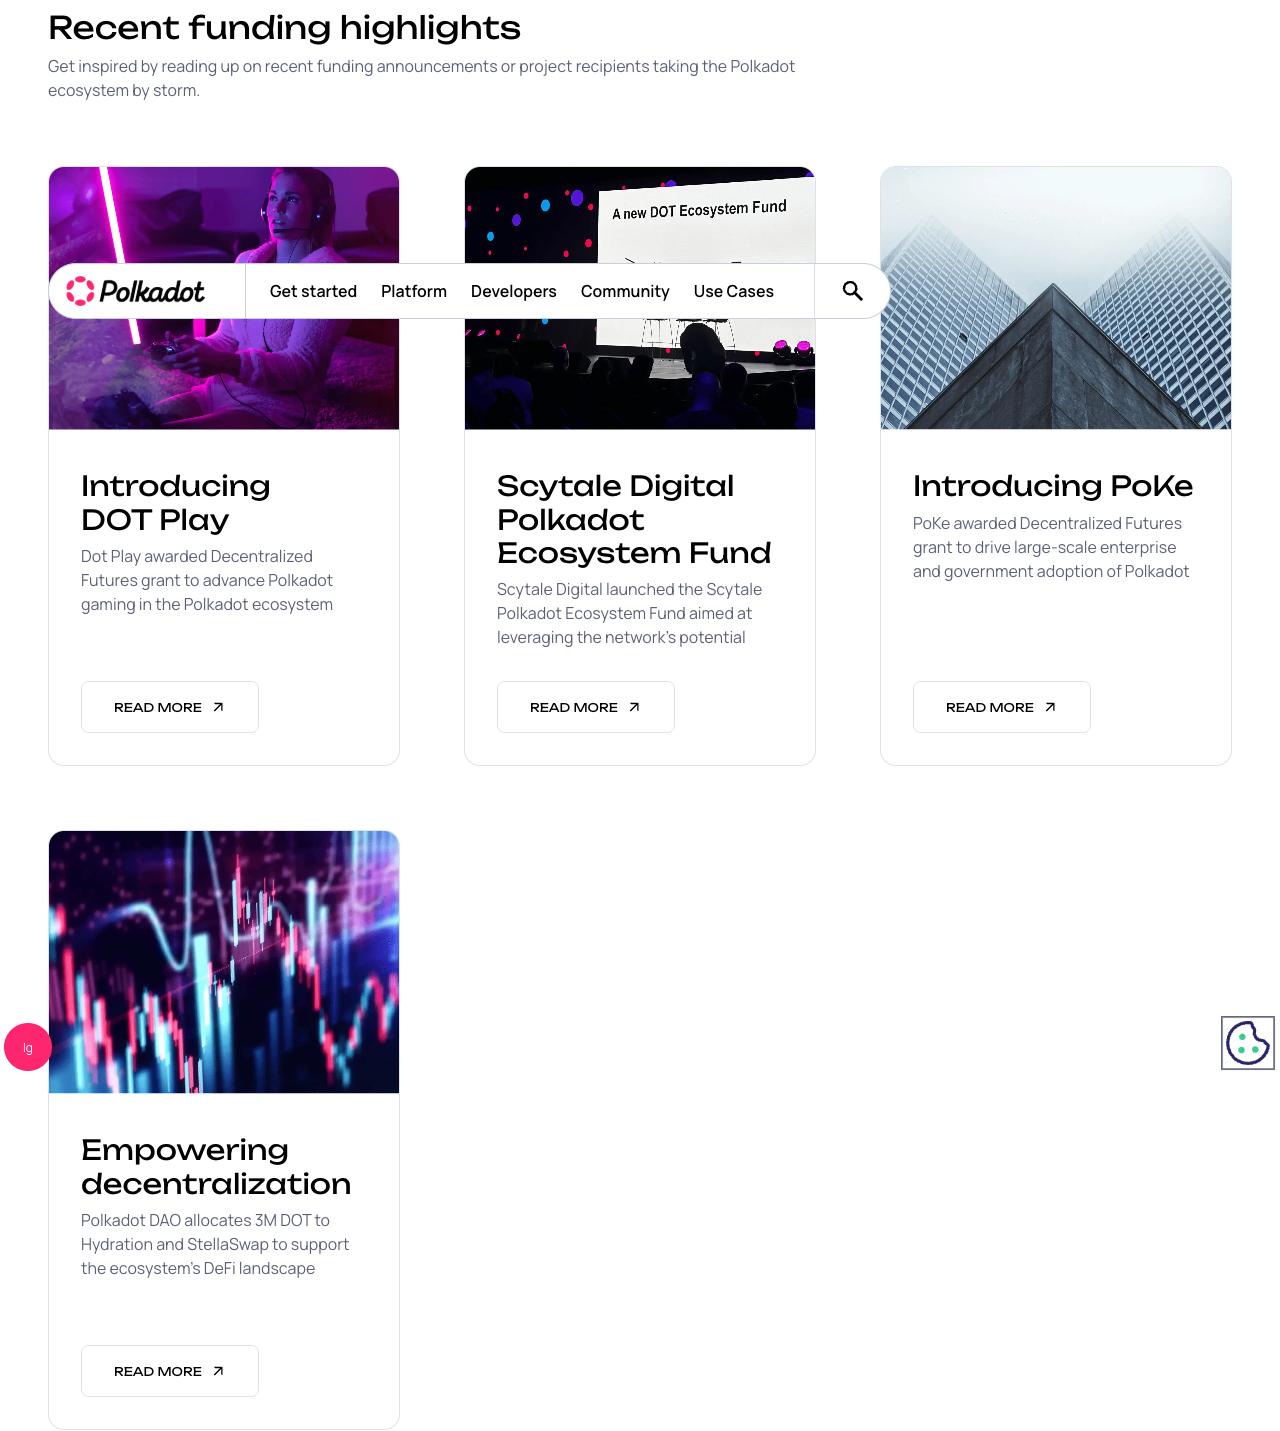 Recent funding highlights
Get inspired by reading up on recent funding announcements or project recipients taking the Polkadot
ecosystem by storm.
A new DOT Ecosystem Fund
Polkadot
Get started
Platform
Developers
Community
Use Cases
Introducing
DOT Play
Dot Play awarded Decentralized
Futures grant to advance Polkadot
gaming in the Polkadot ecosystem
READ MORE
Scytale Digital
Polkadot
Ecosystem Fund
Scytale Digital launched the Scytale
Polkadot Ecosystem Fund aimed at
leveraging the network's potential
READ MORE
Introducing PoKe
PoKe awarded Decentralized Futures
grant to drive large-scale enterprise
and government adoption of Polkadot
READ MORE
lg
Empowering
decentralization
Polkadot DAO allocates 3M DOT to
Hydration and StellaSwap to support
the ecosystem's DeFi landscape
READ MORE